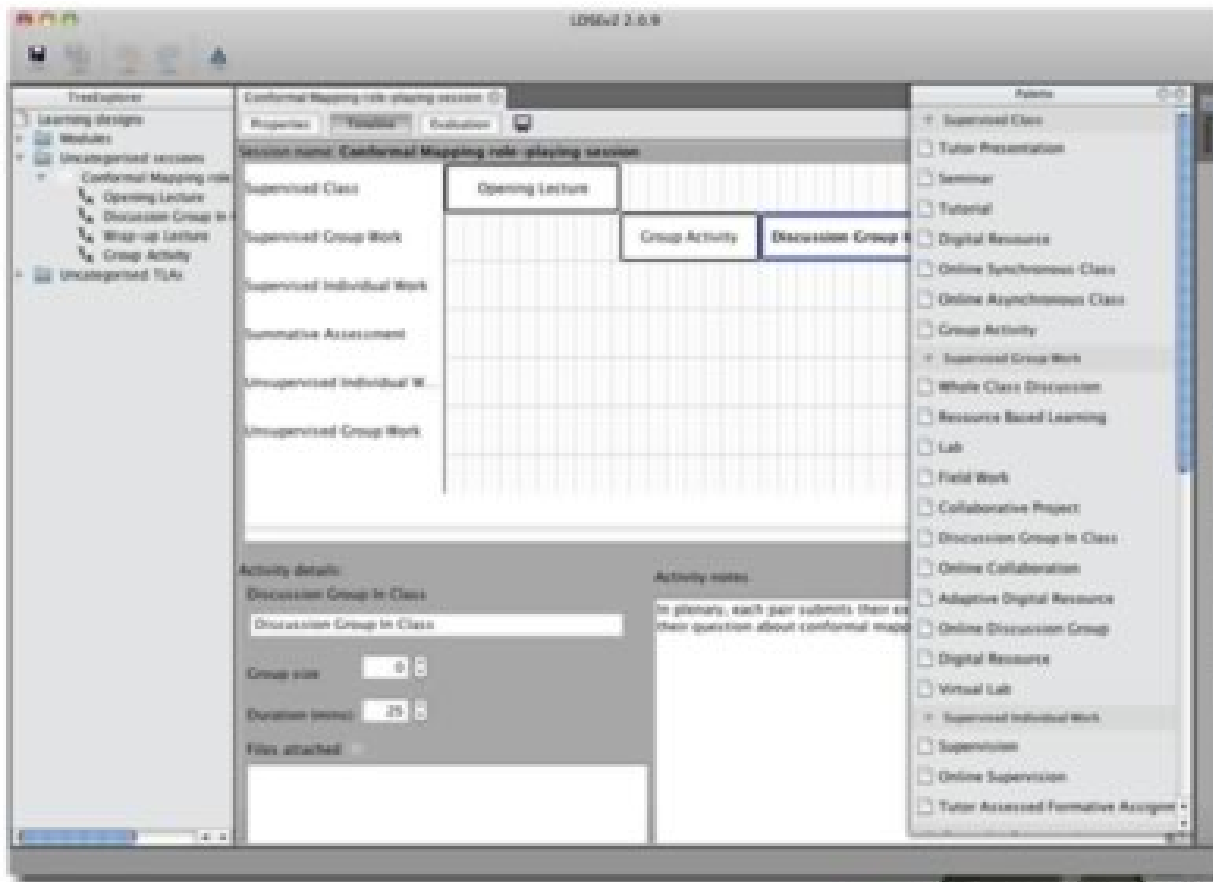 LDSEv2 2.0.9
TreeExplorer
Learning designs
Modules
Uncategorised sessions
Conformal Mapping role
Opening Lecture
Discussion Group In
Wrap-up Lecture
Group Activity
Uncategorised TLAs
Conformal Mapping role-playing session
Properties Timeline Evaluation
Session name: Conformal Mapping role-playing session
Supervised Class
Opening Lecture
Supervised Group Work
Group Activity
Discussion Group
Supervised Individual Work
Summative Assessment
Unsupervised Individual W...
Unsupervised Group Work
Activity details:
Discussion Group In Class
Discussion Group In Class
Group size 0
Duration (mins) 25
Files attached
Activity notes
In plenary, each pair submits their
their question about conformal
Palette
Supervised Class
Tutor Presentation
Seminar
Tutorial
Digital Resource
Online Synchronous Class
Online Asynchronous Class
Group Activity
Supervised Group Work
Whole Class Discussion
Resource Based Learning
Lab
Field Work
Collaborative Project
Discussion Group In Class
Online Collaboration
Adaptive Digital Resource
Online Discussion Group
Digital Resource
Virtual Lab
Supervised Individual Work
Supervision
Online Supervision
Tutor Assessed Formative Assignm